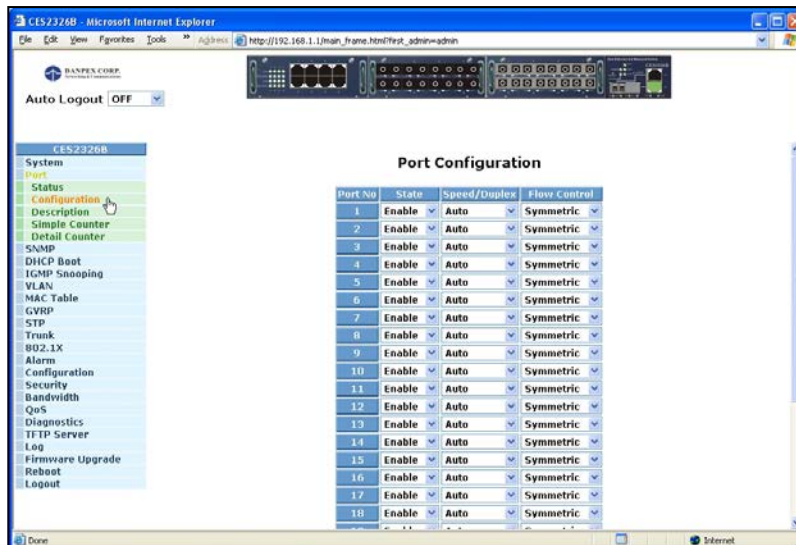 CES2326B - Microsoft Internet Explorer
File Edit View Favorites Tools » Address http://192.168.1.1/main_frame.html?first_admin=admin
DANPEX CORP.
Auto Logout OFF
CES2326B
System
Port
Status
Configuration
Description
Simple Counter
Detail Counter
SNMP
DHCP Boot
IGMP Snooping
VLAN
MAC Table
GVRP
STP
Trunk
802.1X
Alarm
Configuration
Security
Bandwidth
QoS
Diagnostics
TFTP Server
Log
Firmware Upgrade
Reboot
Logout
Port Configuration
Port No State Speed/Duplex Flow Control
1 Enable Auto Symmetric
2 Enable Auto Symmetric
3 Enable Auto Symmetric
4 Enable Auto Symmetric
5 Enable Auto Symmetric
6 Enable Auto Symmetric
7 Enable Auto Symmetric
8 Enable Auto Symmetric
9 Enable Auto Symmetric
10 Enable Auto Symmetric
11 Enable Auto Symmetric
12 Enable Auto Symmetric
13 Enable Auto Symmetric
14 Enable Auto Symmetric
15 Enable Auto Symmetric
16 Enable Auto Symmetric
17 Enable Auto Symmetric
18 Enable Auto Symmetric
Done Internet